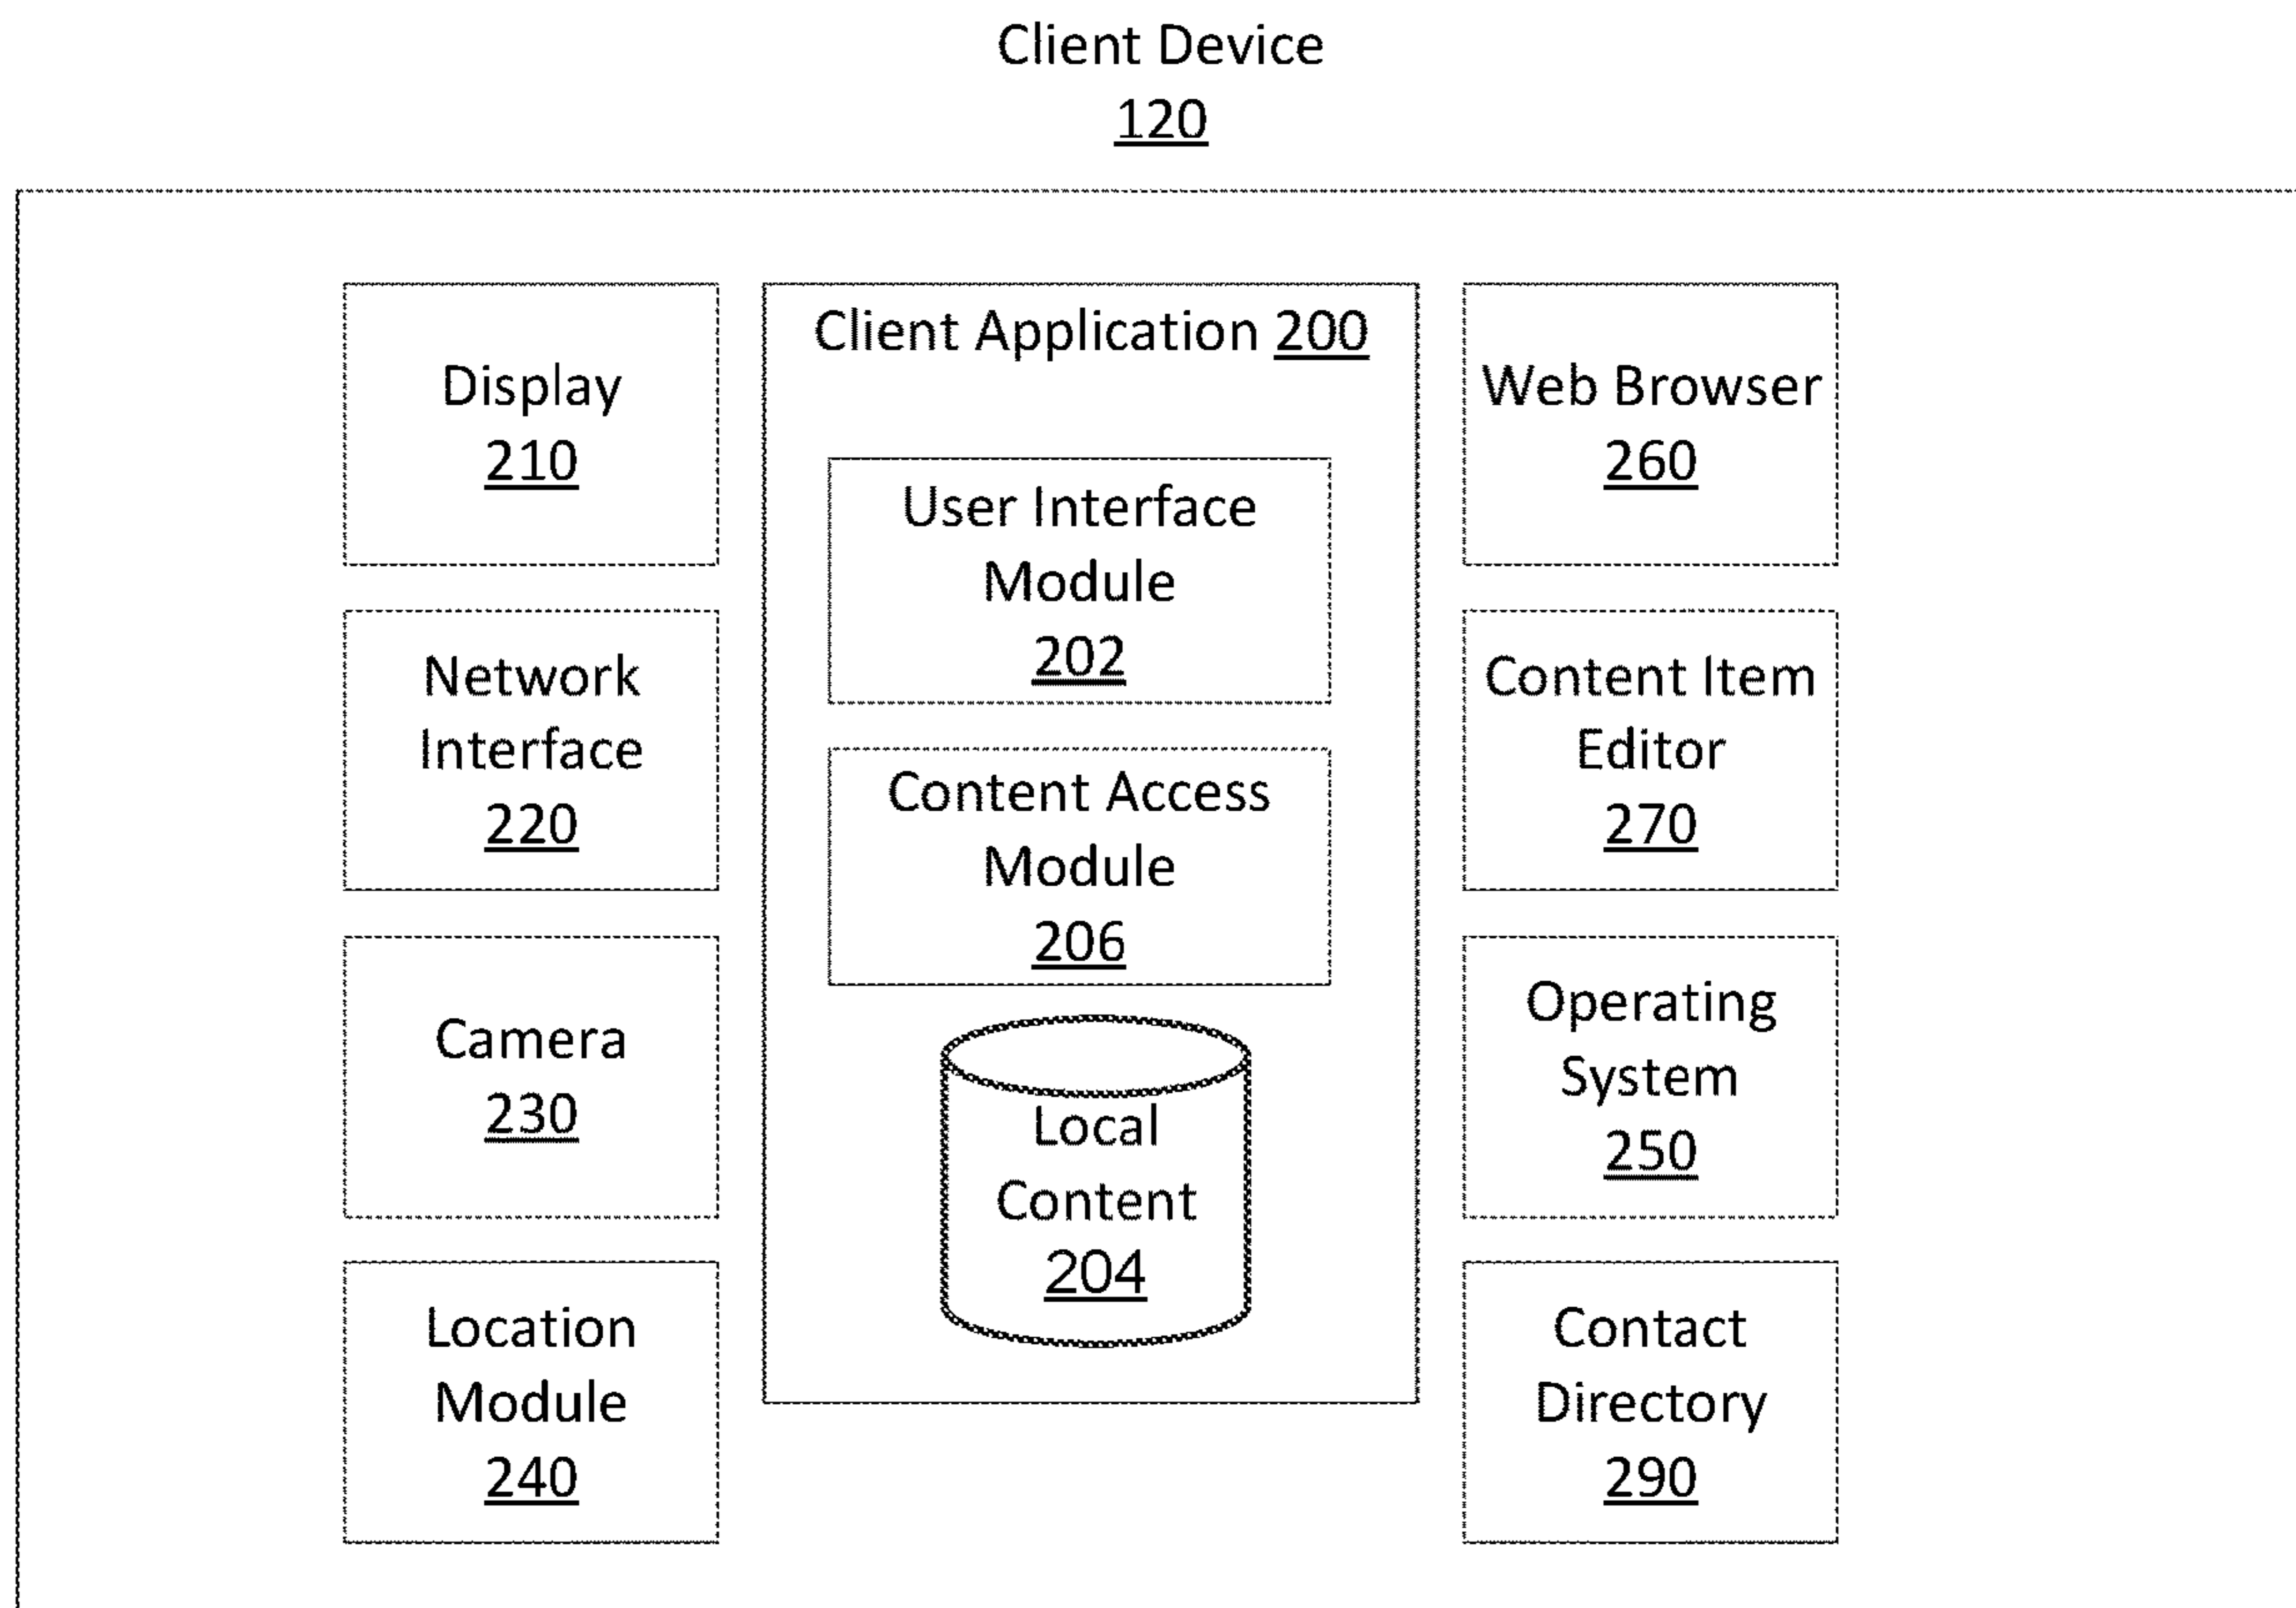 Client Device
120
Display
210
Network
Interface
220
Camera
230
Location
Module
240
Client Application 200
User Interface
Module
202
Content Access
Module
206
Local
Content
204
Web Browser
260
Content Item
Editor
270
Operating
System
250
Contact
Directory
290